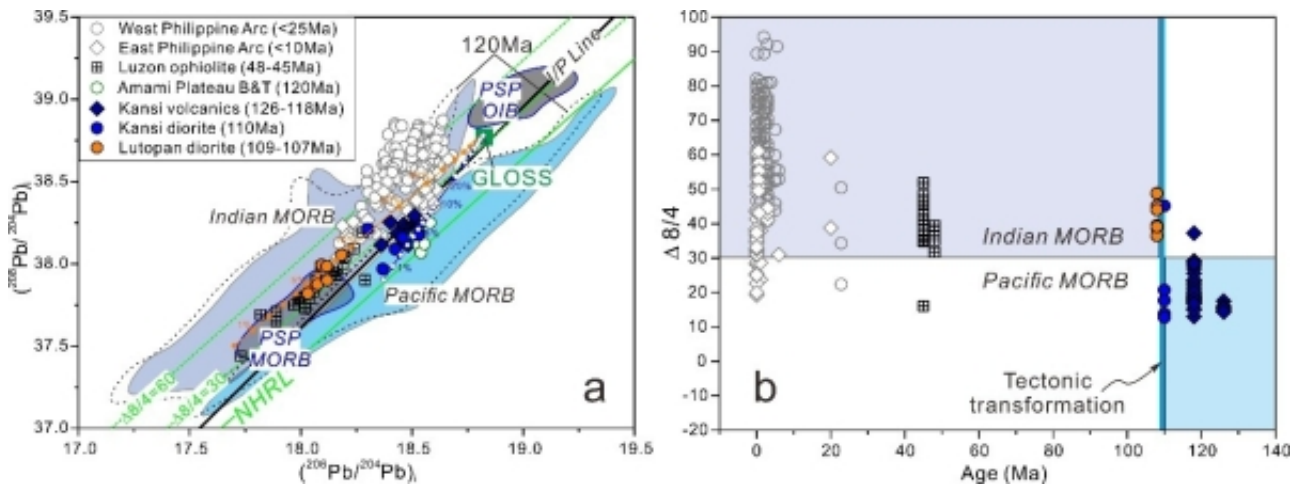 39.5
39.0
38.5
38.0
37.5
37.0
(²⁰⁸Pb/²⁰⁴Pb)ᵢ
West Philippine Arc (<25Ma)
East Philippine Arc (<10Ma)
Luzon ophiolite (48-45Ma)
Amami Plateau B&T (120Ma)
Kansi volcanics (126-118Ma)
Kansi diorite (110Ma)
Lutopan diorite (109-107Ma)
120Ma
I/P Line
PSP
OIB
GLOSS
Indian MORB
Pacific MORB
PSP
MORB
Δ8/4=60
Δ8/4=30
NHRL
a
17.0
17.5
18.0
18.5
19.0
19.5
(²⁰⁶Pb/²⁰⁴Pb)ᵢ
100
90
80
70
60
50
40
30
20
10
0
-10
-20
Δ 8/4
Indian MORB
Pacific MORB
Tectonic
transformation
b
0
20
40
60
80
100
120
140
Age (Ma)